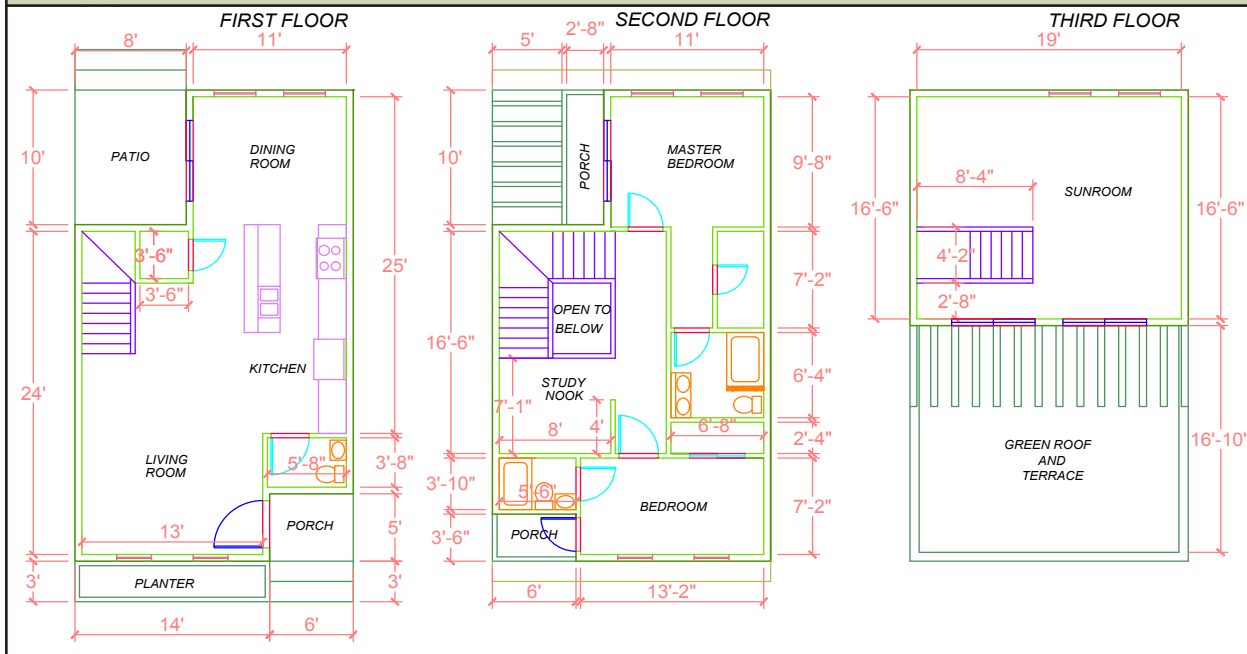 FIRST FLOOR
8'
11'
10'
PATIO
DINING
ROOM
3'-6"
3'-6"
25'
24'
KITCHEN
LIVING
ROOM
5'-8"
3'-8"
13'
PORCH
5'
3'
PLANTER
3'
14'
6'
SECOND FLOOR
5'
2'-8"
11'
10'
PORCH
MASTER
BEDROOM
9'-8"
7'-2"
OPEN TO
BELOW
16'-6"
STUDY
NOOK
6'-4"
7'-1"
8'
4'
6'-8"
2'-4"
3'-10"
5'-6"
BEDROOM
7'-2"
3'-6"
PORCH
6'
13'-2"
THIRD FLOOR
19'
8'-4"
SUNROOM
16'-6"
16'-6"
4'-2"
2'-8"
GREEN ROOF
AND
TERRACE
16'-10"